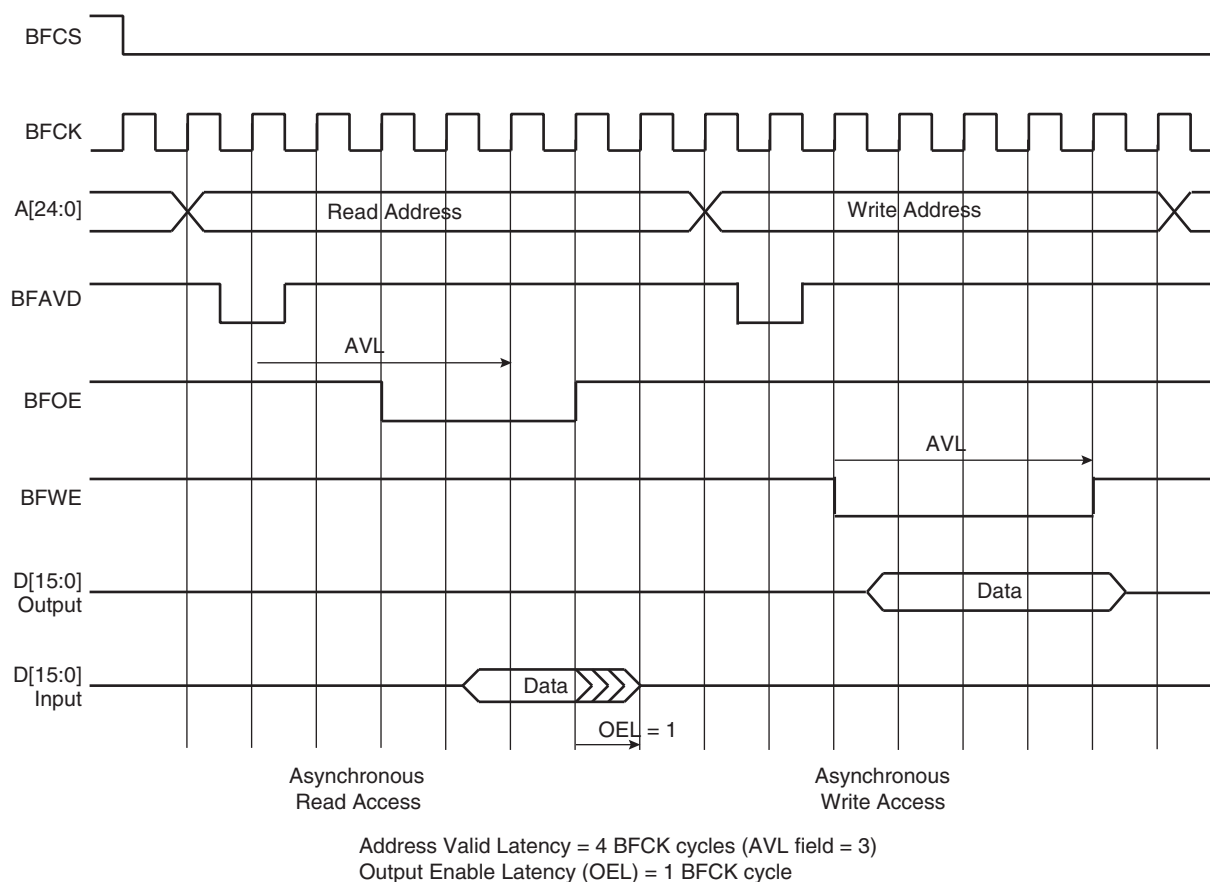 BFCS
BFCK
A[24:0]
Read Address
Write Address
BFAVD
AVL
BFOE
AVL
BFWE
D[15:0]
Output
Data
D[15:0]
Input
Data
OEL = 1
Asynchronous
Read Access
Asynchronous
Write Access
Address Valid Latency = 4 BFCK cycles (AVL field = 3)
Output Enable Latency (OEL) = 1 BFCK cycle